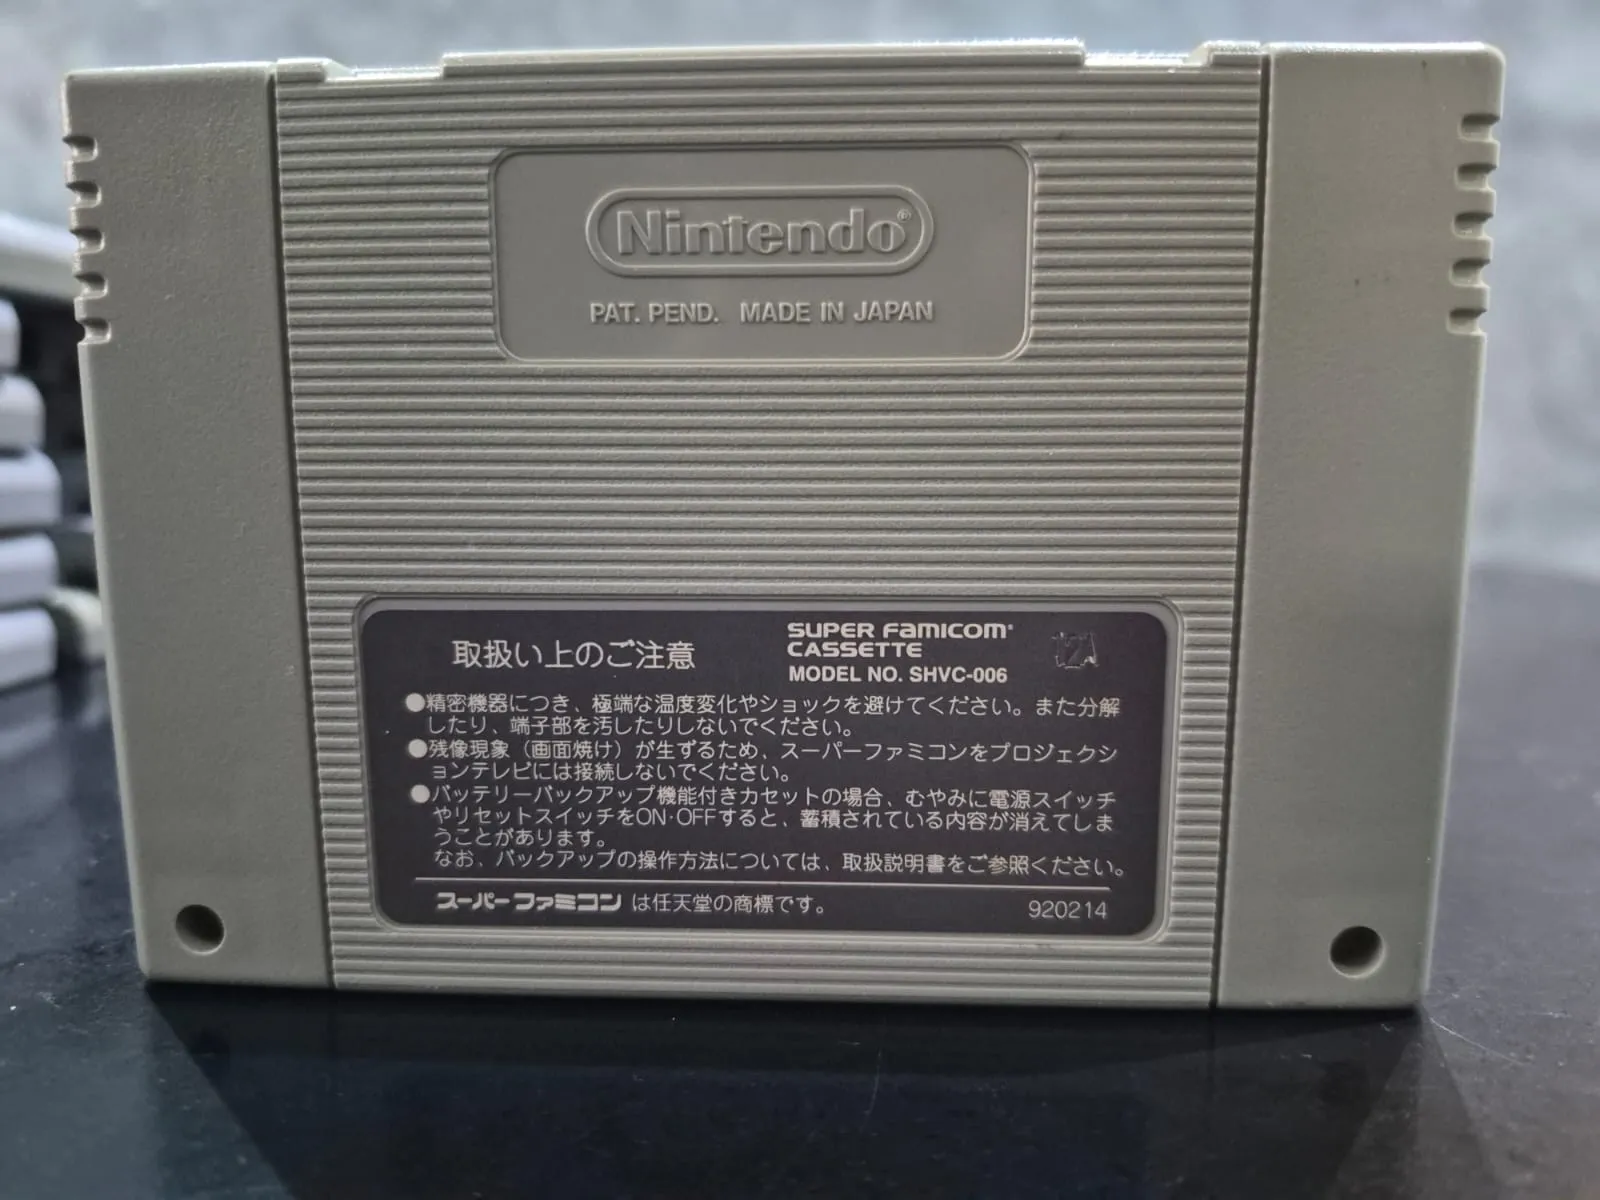 Nintendo®
PAT. PEND. MADE IN JAPAN
取扱い上のご注意
SUPER FAMICOM®
CASSETTE
MODEL NO. SHVC-006
●精密機器につき、極端な温度変化やショックを避けてください。また分解
したり、端子部を汚したりしないでください。
●残像現象（画面焼け）が生ずるため、スーパーファミコンをプロジェクシ
ョンテレビには接続しないでください。
●バッテリーバックアップ機能付きカセットの場合、むやみに電源スイッチ
やリセットスイッチをON・OFFすると、蓄積されている内容が消えてしま
うことがあります。
なお、バックアップの操作方法については、取扱説明書をご参照ください。
スーパーファミコンは任天堂の商標です。
920214